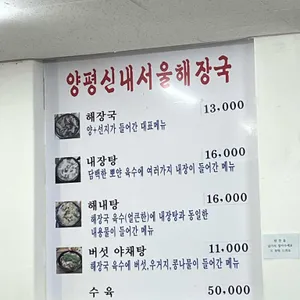 양평신내서울해장국
해장국 13,000
양+선지가 들어간 대표메뉴
내장탕 16,000
담백한 뽀얀 육수에 여러가지 내장이 들어간 메뉴
해내탕 16,000
해장국 육수(얼큰한)에 내장탕과 동일한
내용물이 들어간 메뉴
버섯 야채탕 11,000
해장국 육수에 버섯,우거지,콩나물이 들어간 메뉴
수육 50,000